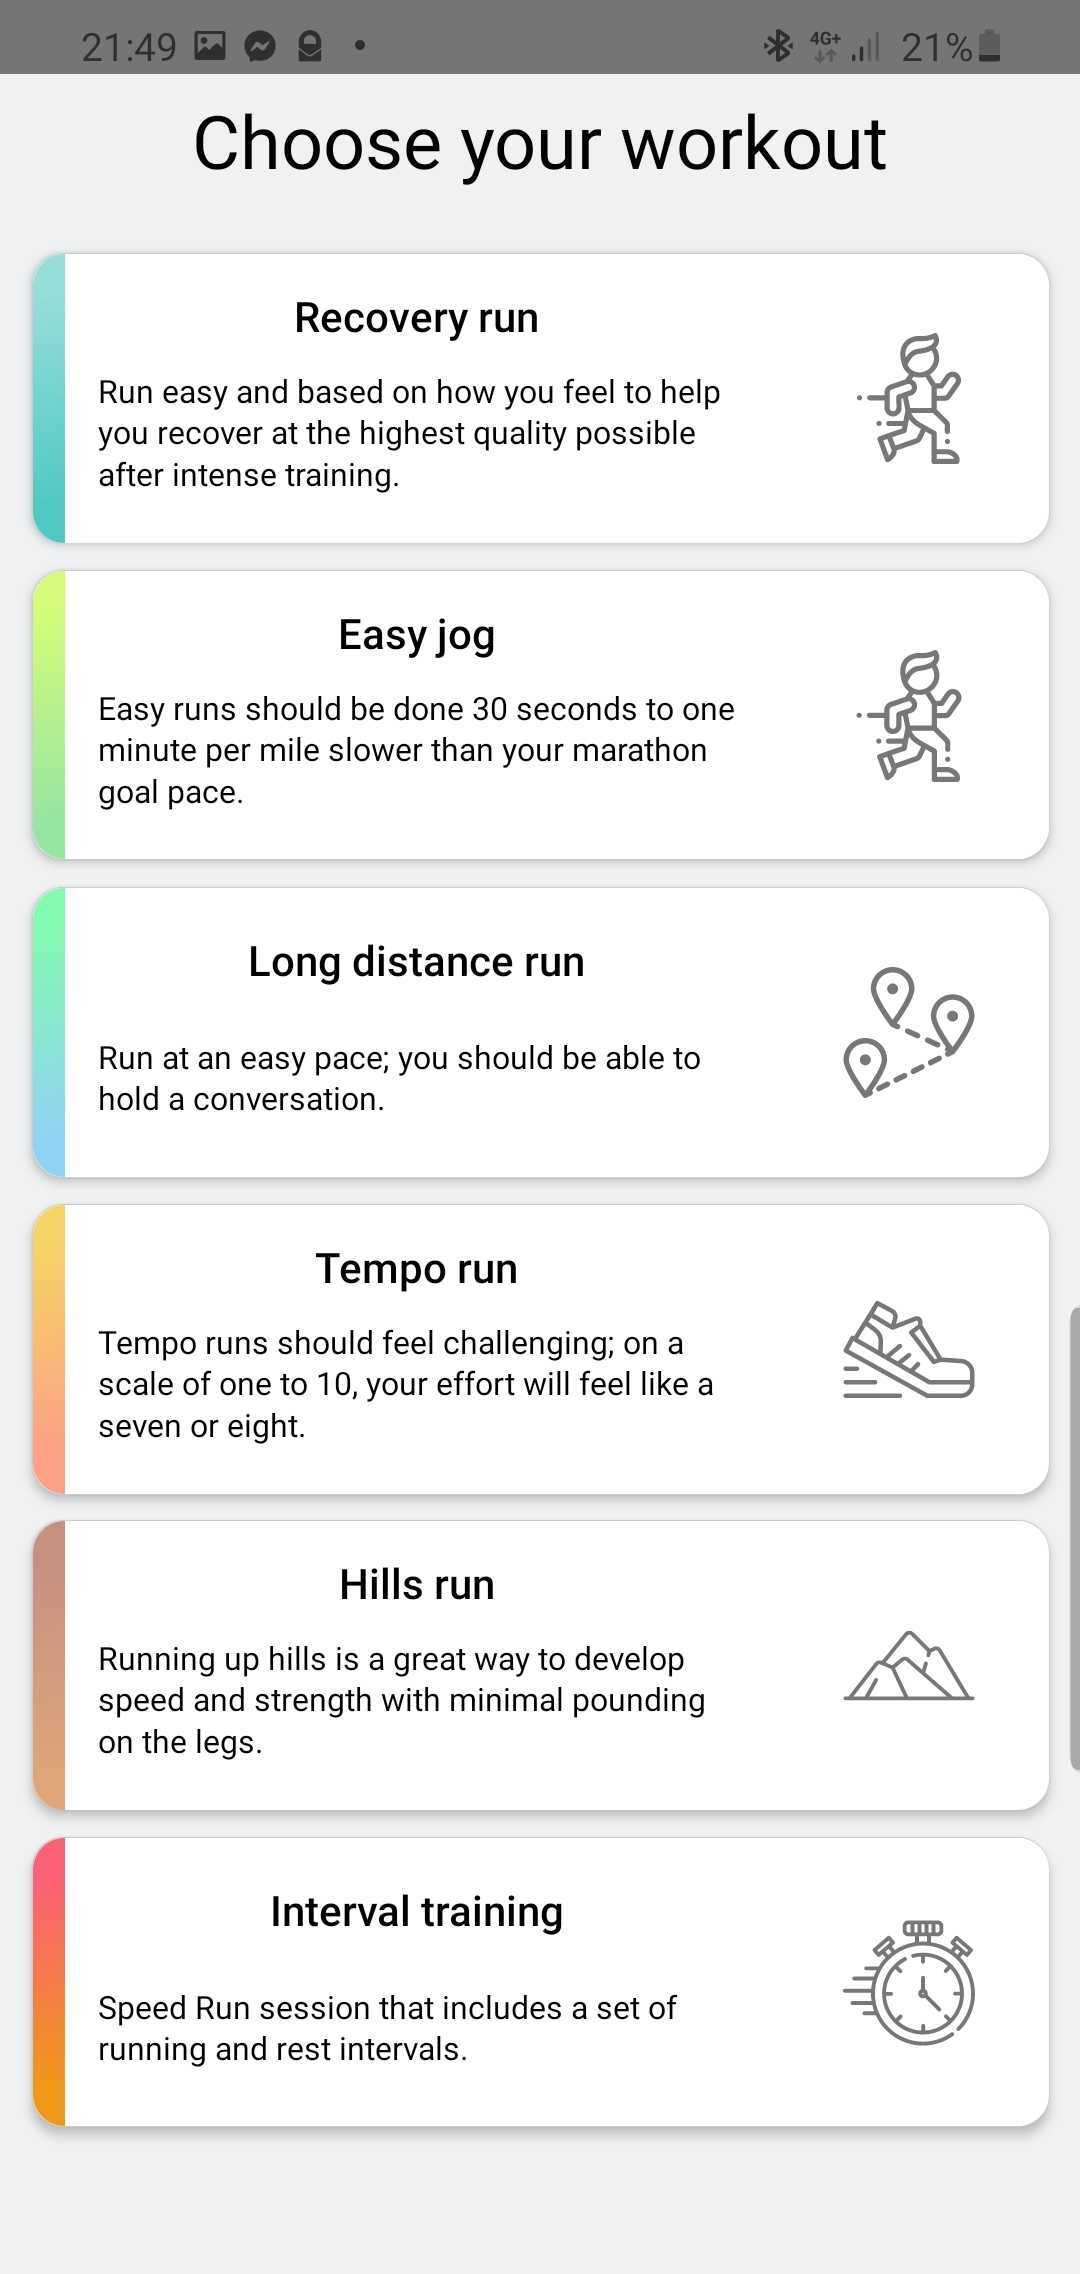 21:49
4G+
21%
Choose your workout
Recovery run
Run easy and based on how you feel to help
you recover at the highest quality possible
after intense training.
Easy jog
Easy runs should be done 30 seconds to one
minute per mile slower than your marathon
goal pace.
Long distance run
Run at an easy pace; you should be able to
hold a conversation.
Tempo run
Tempo runs should feel challenging; on a
scale of one to 10, your effort will feel like a
seven or eight.
Hills run
Running up hills is a great way to develop
speed and strength with minimal pounding
on the legs.
Interval training
Speed Run session that includes a set of
running and rest intervals.